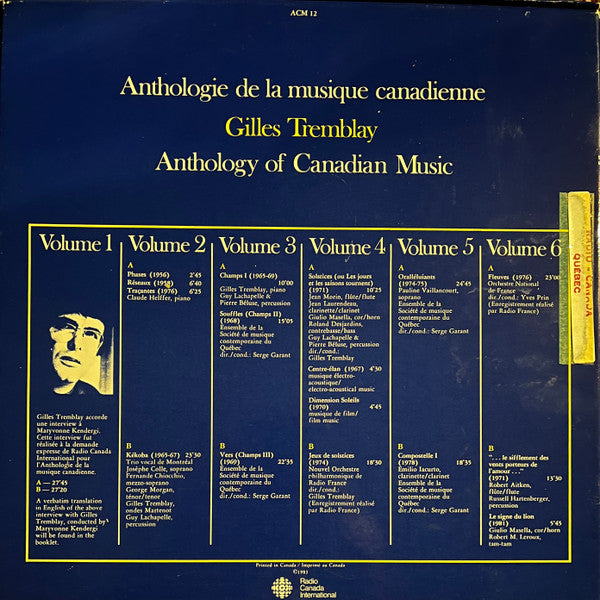 ACM 12
Anthologie de la musique canadienne
Gilles Tremblay
Anthology of Canadian Music
Volume 1
Gilles Tremblay accorde
une interview à
Maryvonne Kendergi.
Cette interview fut
réalisée à la demande
expresse de Radio Canada
International pour
l'Anthologie de la
musique canadienne.
A — 27'45
B — 27'20
A verbatim translation
in English of the above
interview with Gilles
Tremblay, conducted by
Maryvonne Kendergi
will be found in the
booklet.
Volume 2
A
Phases (1956) 2'45
Réseaux (1958) 6'40
Traçantes (1976) 6'25
Claude Helffer, piano
B
Kékoba (1965-67) 23'30
Trio vocal de Montréal
Josèphe Colle, soprano
Fernande Chiocchio,
mezzo-soprano
George Morgan,
ténor/tenor
Gilles Tremblay,
ondes Martenot
Guy Lachapelle,
percussion
Volume 3
A
Champs I (1965-69)
10'00
Gilles Tremblay, piano
Guy Lachapelle &
Pierre Béluse, percussion
Souffles (Champs II)
(1968) 15'05
Ensemble de la
Société de musique
contemporaine du
Québec
dir./cond.: Serge Garant
B
Vers (Champs III)
(1969) 22'35
Ensemble de la
Société de musique
contemporaine du
Québec
dir./cond.: Serge Garant
Volume 4
A
Solstices (ou Les jours
et les saisons tournent)
(1971) 10'25
Jean Morin, flûte/flute
Jean Laurendeau,
clarinette/clarinet
Giulio Masella, cor/horn
Roland Desjardins,
contrebasse/bass
Guy Lachapelle &
Pierre Béluse, percussion
dir./cond.:
Gilles Tremblay
Centre-élan (1967) 4'30
musique électro-
acoustique/
electro-acoustical music
Dimension Soleils
(1970) 4'45
musique de film/
film music
B
Jeux de solstices
(1974) 18'30
Nouvel Orchestre
philharmonique de
Radio France
dir./cond.:
Gilles Tremblay
(Enregistrement réalisé
par Radio France)
Volume 5
A
Oralléluiants
(1974-75) 24'45
Pauline Vaillancourt,
soprano
Ensemble de la
Société de musique
contemporaine du
Québec
dir./cond.: Serge Garant
B
Compostelle I
(1978) 18'35
Emilio Iacurto,
clarinette/clarinet
Ensemble de la
Société de musique
contemporaine du
Québec
dir./cond.: Serge Garant
Volume 6
A
Fleuves (1976) 23'00
Orchestre National
de France
dir./cond.: Yves Prin
(Enregistrement réalisé
par Radio France)
B
"... le sifflement des
vents porteurs de
l'amour ..."
(1971) 13'30
Robert Aitken,
flûte/flute
Russell Hartenberger,
percussion
Le signe du lion
(1981) 5'45
Giulio Masella, cor/horn
Robert M. Leroux,
tam-tam
RADIO CANADA
QUÉBEC
Printed in Canada / Imprimé au Canada
©1983
Radio
Canada
International